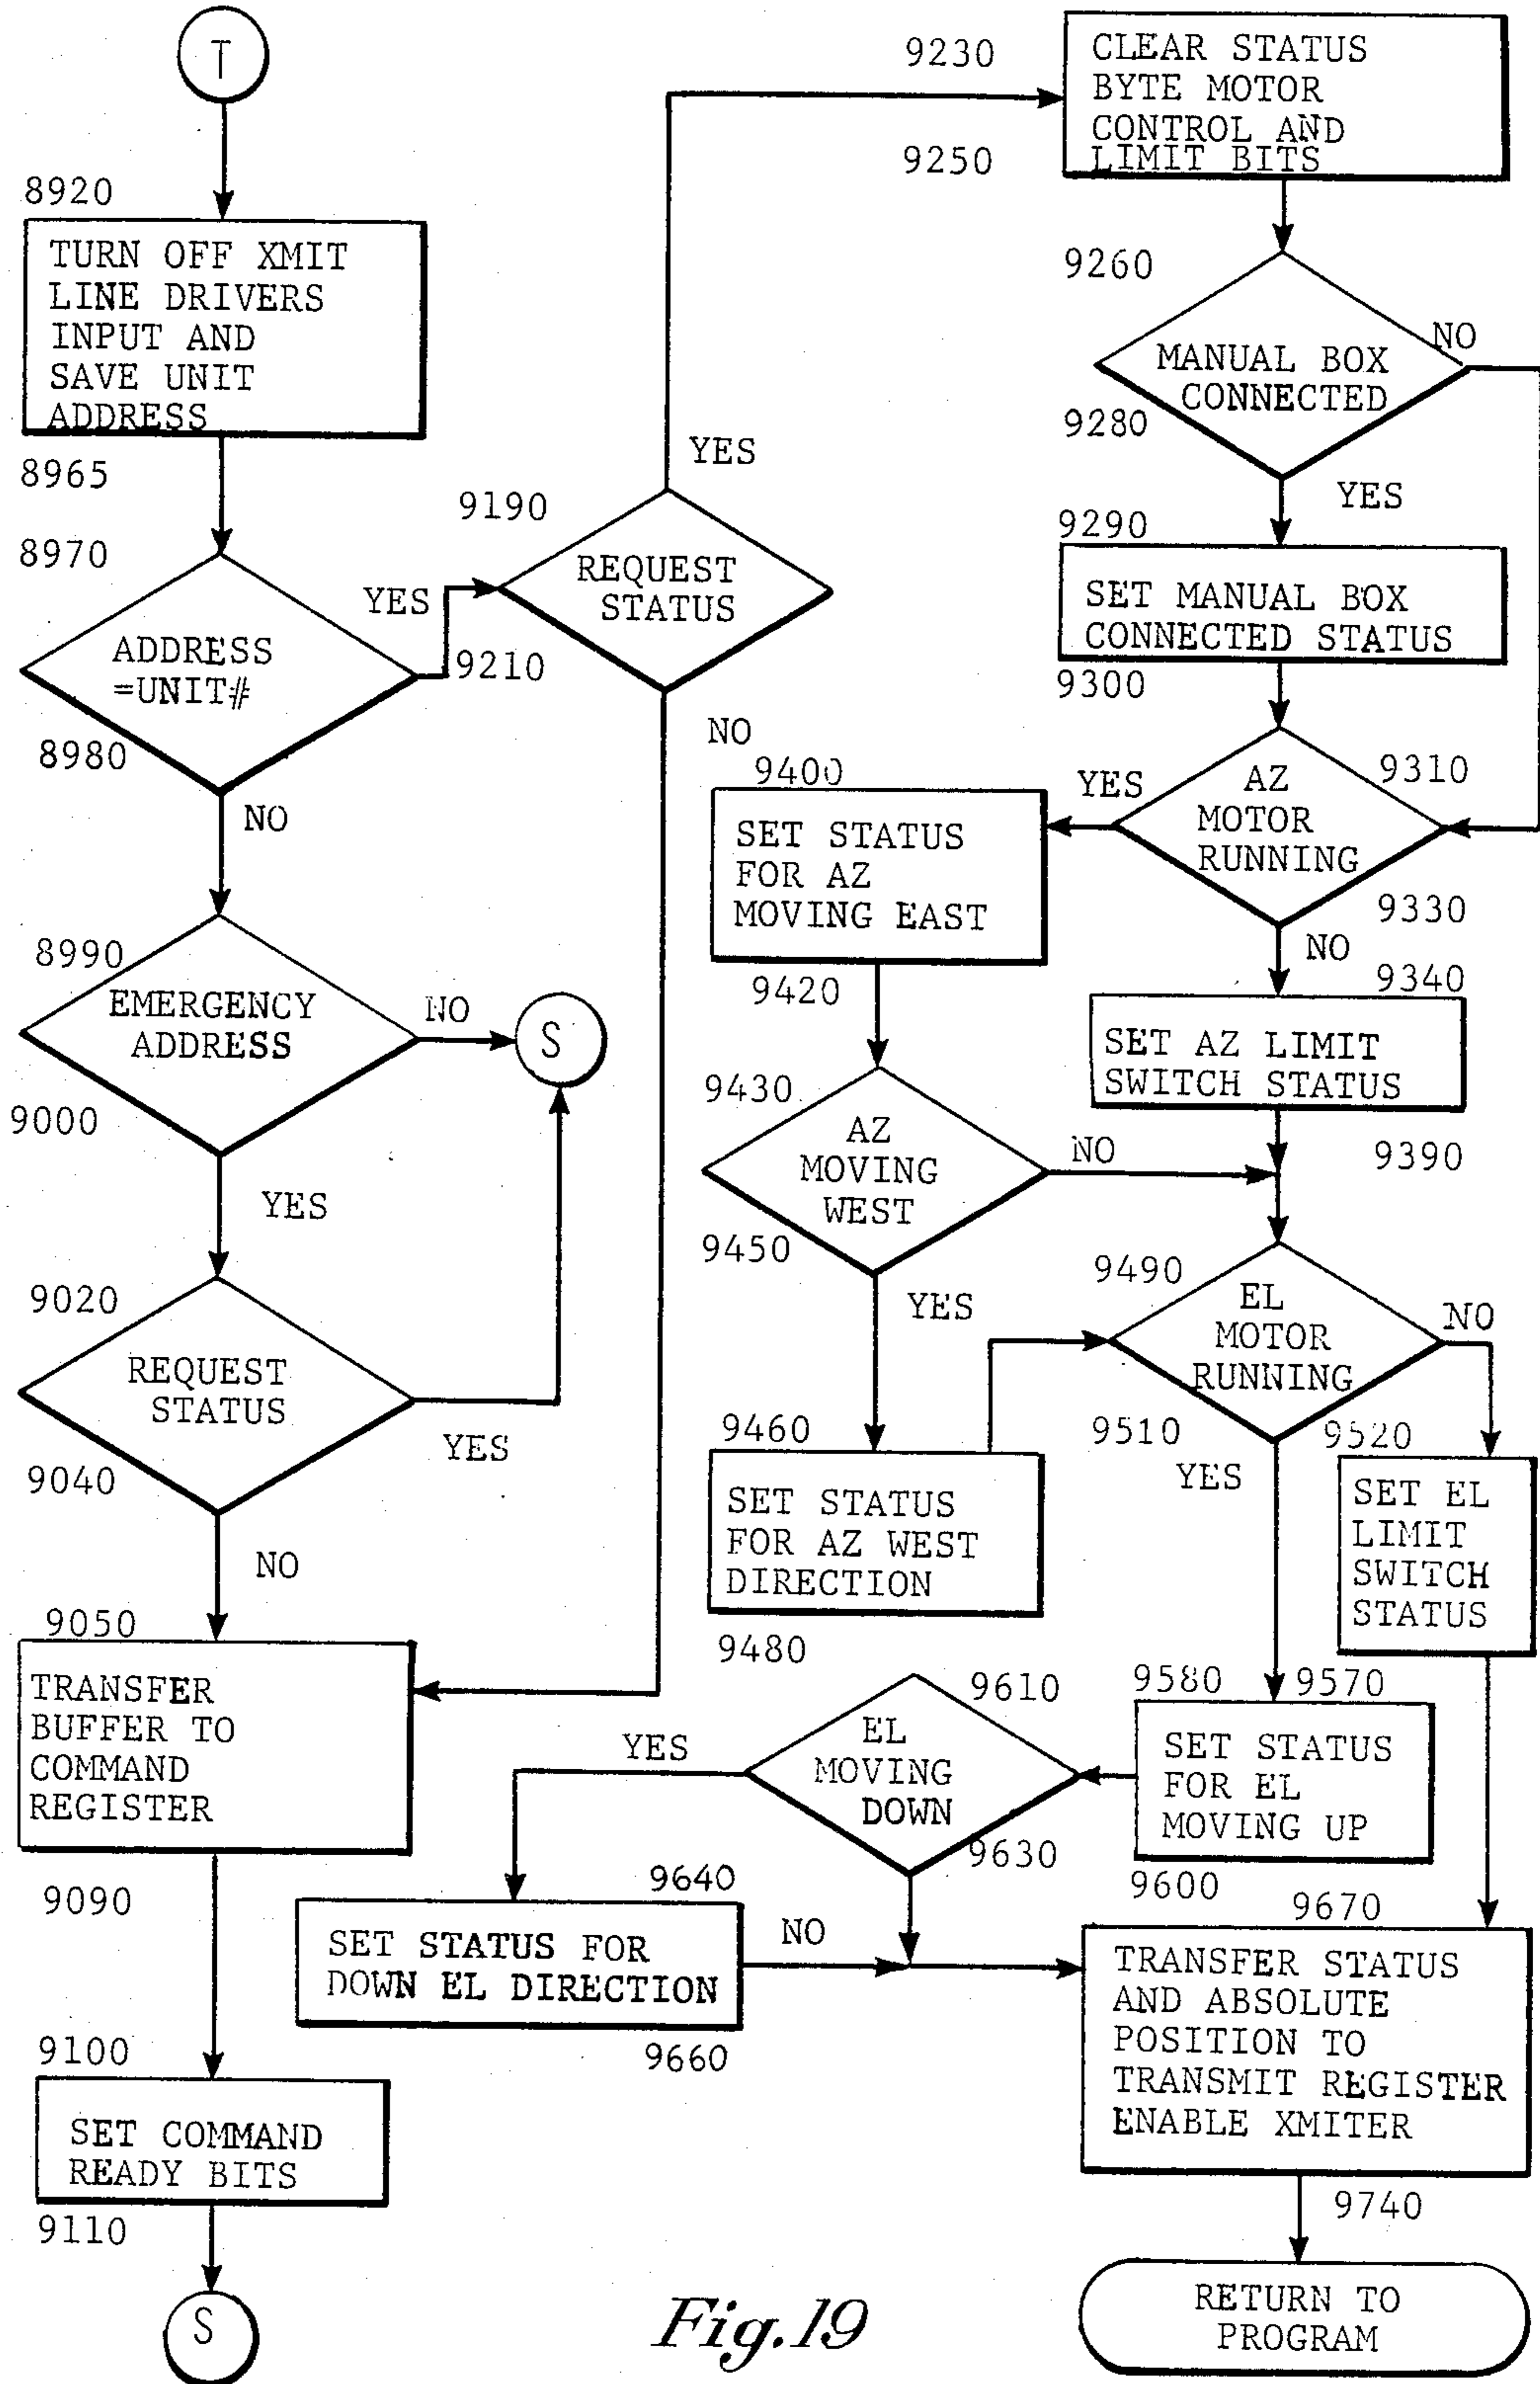 T
8920
TURN OFF XMIT
LINE DRIVERS
INPUT AND
SAVE UNIT
ADDRESS
8965
8970
ADDRESS
=UNIT#
8980
YES
9210
NO
8990
EMERGENCY
ADDRESS
9000
NO
S
YES
9020
REQUEST
STATUS
9040
YES
NO
9050
TRANSFER
BUFFER TO
COMMAND
REGISTER
9090
9100
SET COMMAND
READY BITS
9110
S
9190
REQUEST
STATUS
YES
NO
9230
CLEAR STATUS
BYTE MOTOR
CONTROL AND
LIMIT BITS
9250
9260
MANUAL BOX
CONNECTED
9280
NO
YES
9290
SET MANUAL BOX
CONNECTED STATUS
9300
AZ
MOTOR
RUNNING
9310
9330
YES
NO
9400
SET STATUS
FOR AZ
MOVING EAST
9420
9340
SET AZ LIMIT
SWITCH STATUS
9390
9430
AZ
MOVING
WEST
9450
NO
YES
9460
SET STATUS
FOR AZ WEST
DIRECTION
9480
9490
EL
MOTOR
RUNNING
9510
NO
YES
9520
SET EL
LIMIT
SWITCH
STATUS
9580
9570
SET STATUS
FOR EL
MOVING UP
9600
9610
EL
MOVING
DOWN
9630
YES
NO
9640
SET STATUS FOR
DOWN EL DIRECTION
9660
9670
TRANSFER STATUS
AND ABSOLUTE
POSITION TO
TRANSMIT REGISTER
ENABLE XMITER
9740
RETURN TO
PROGRAM
Fig.19